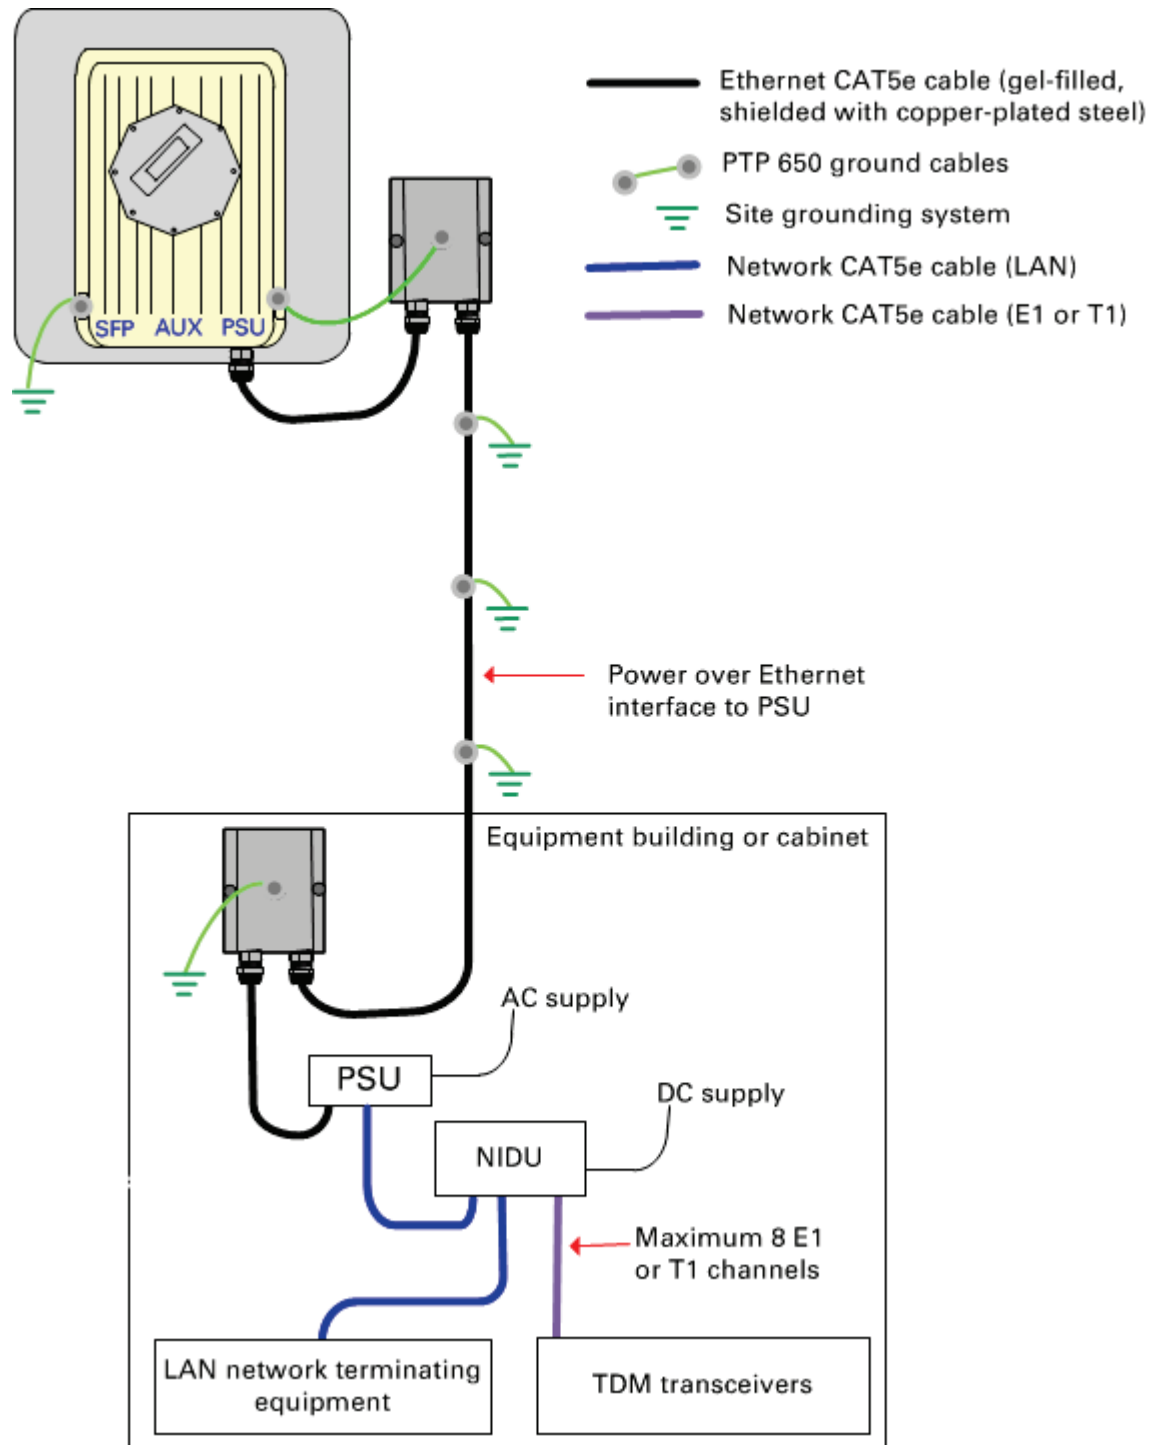 Ethernet CAT5e cable (gel-filled,
shielded with copper-plated steel)
PTP 650 ground cables
Site grounding system
Network CAT5e cable (LAN)
Network CAT5e cable (E1 or T1)
SFP AUX PSU
Power over Ethernet
interface to PSU
Equipment building or cabinet
AC supply
PSU
DC supply
NIDU
Maximum 8 E1
or T1 channels
LAN network terminating
equipment
TDM transceivers